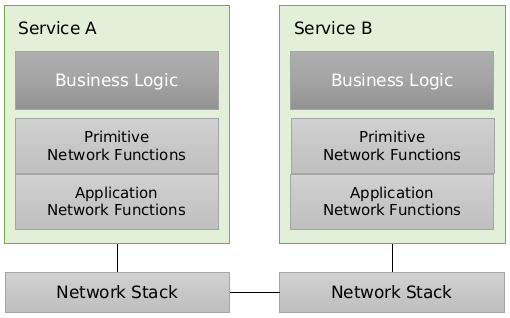 Service A
Business Logic
Primitive
Network Functions
Application
Network Functions
Network Stack
Service B
Business Logic
Primitive
Network Functions
Application
Network Functions
Network Stack